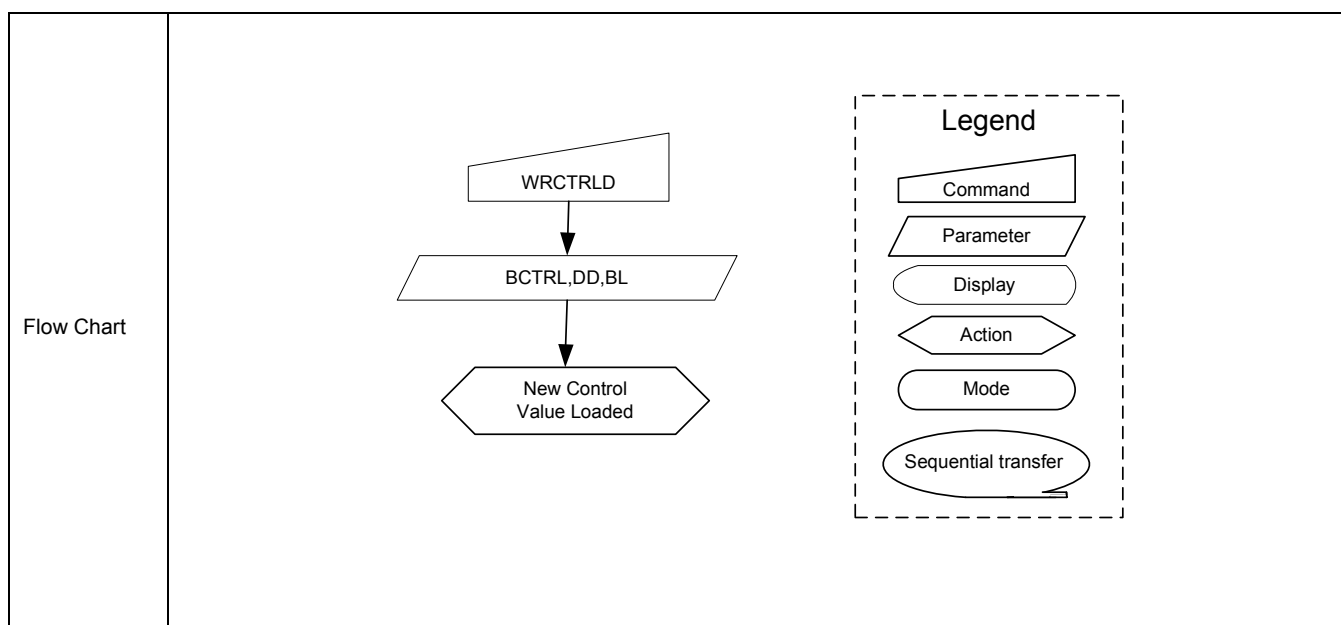 Flow Chart
WRCTRLD
BCTRL,DD,BL
New Control
Value Loaded
Legend
Command
Parameter
Display
Action
Mode
Sequential transfer